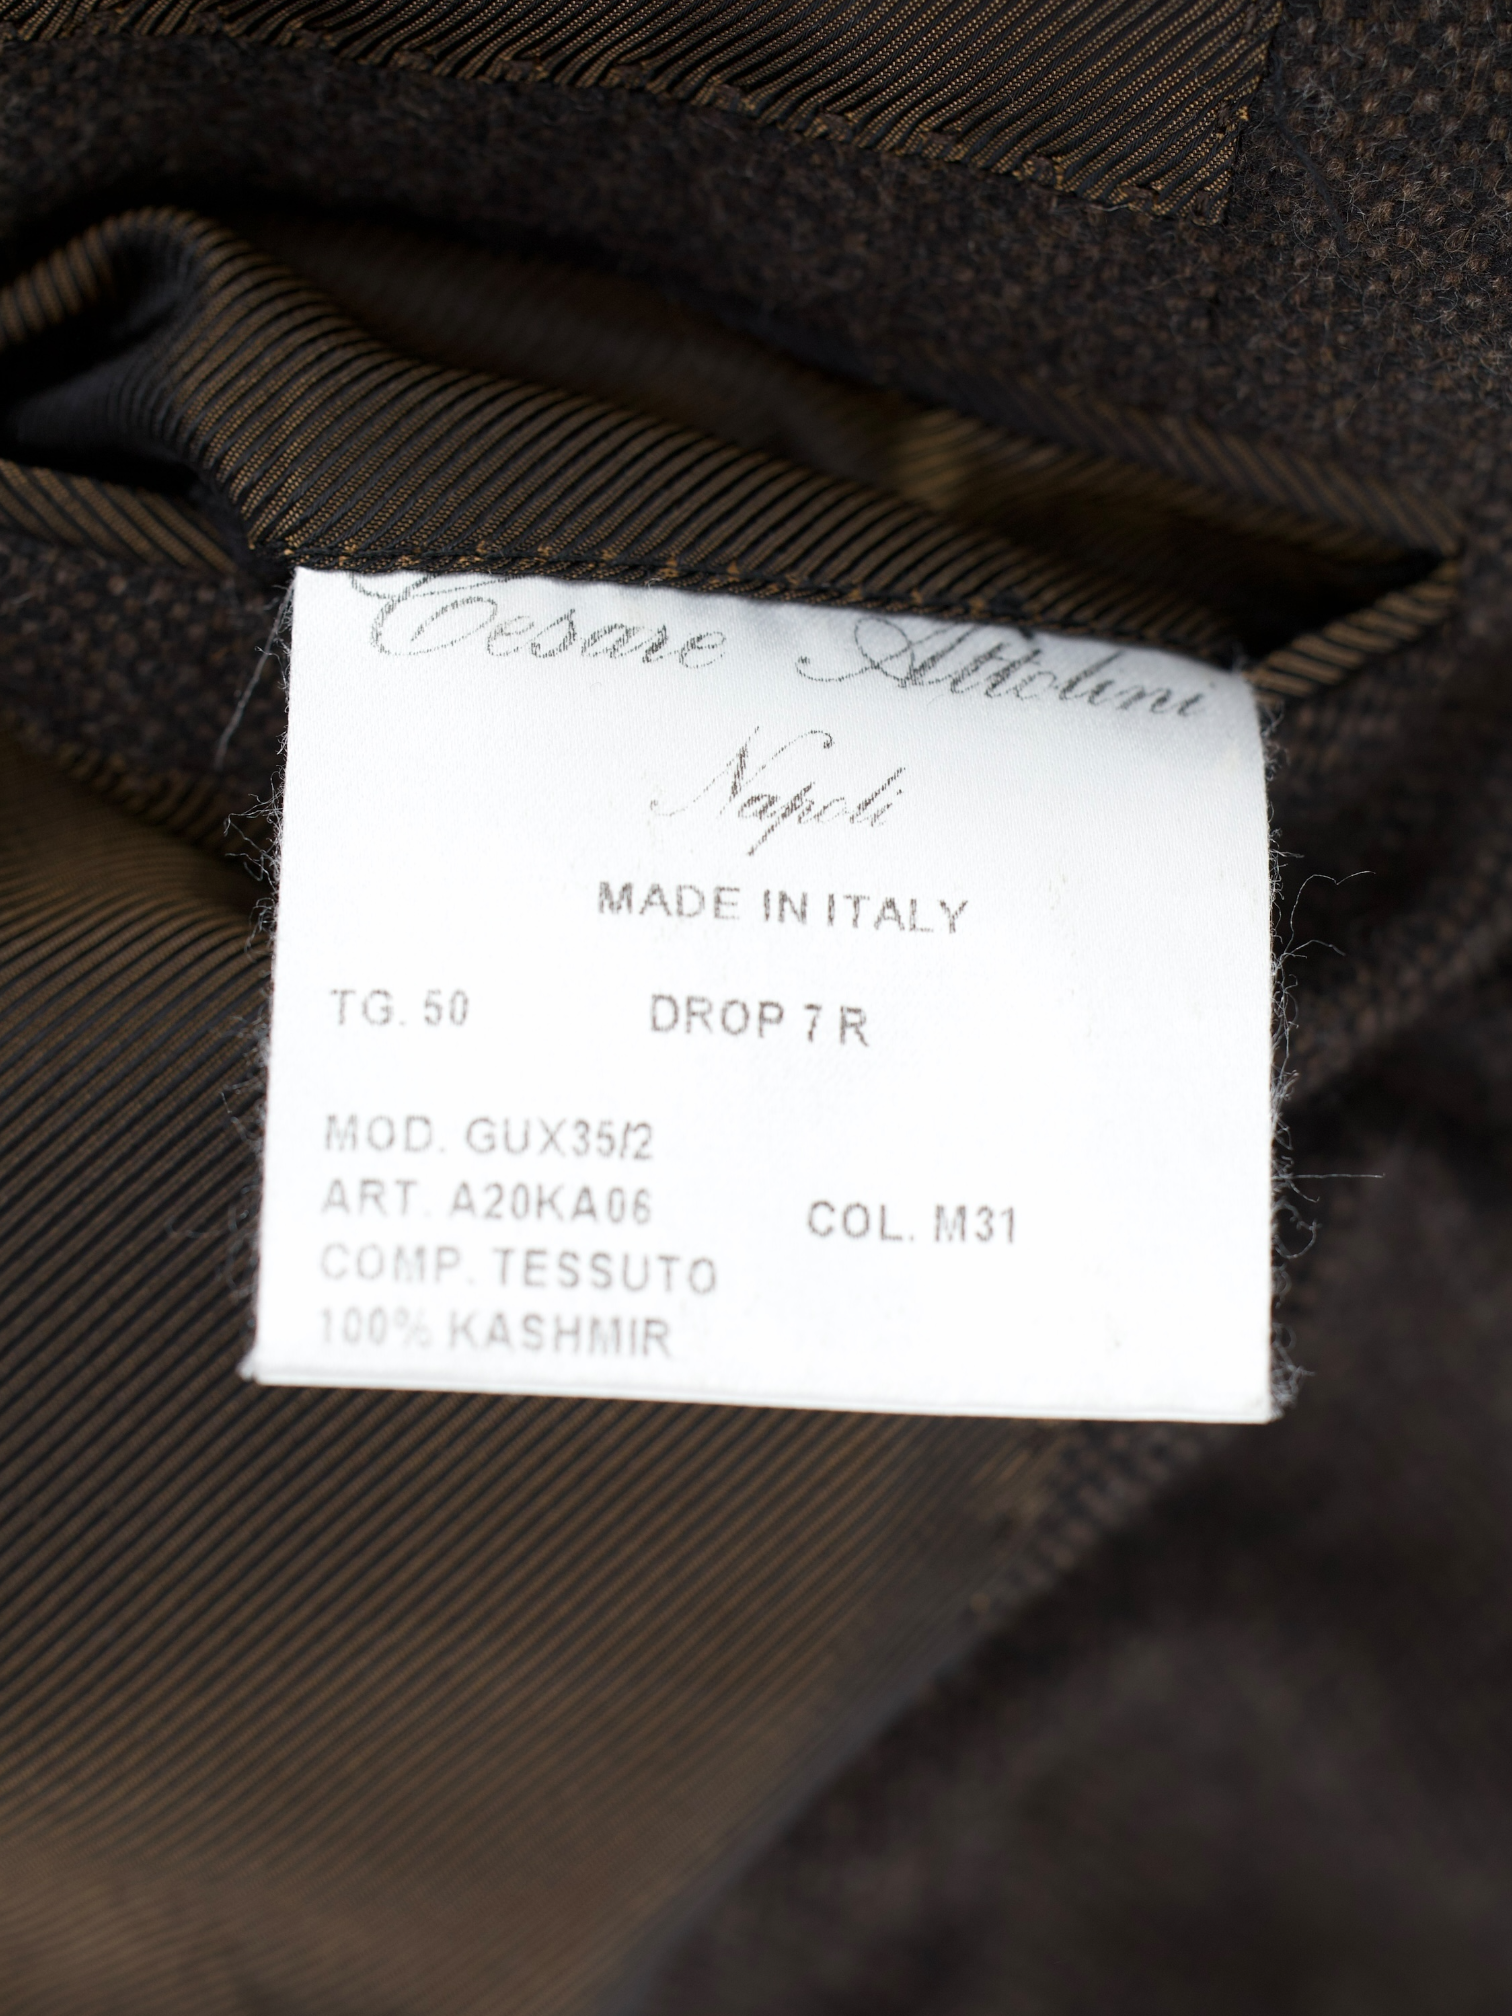 Cesare Attolini
Napoli
MADE IN ITALY
TG. 50 DROP 7 R
MOD. GUX35/2
ART. A20KA06 COL. M31
COMP. TESSUTO
100% KASHMIR